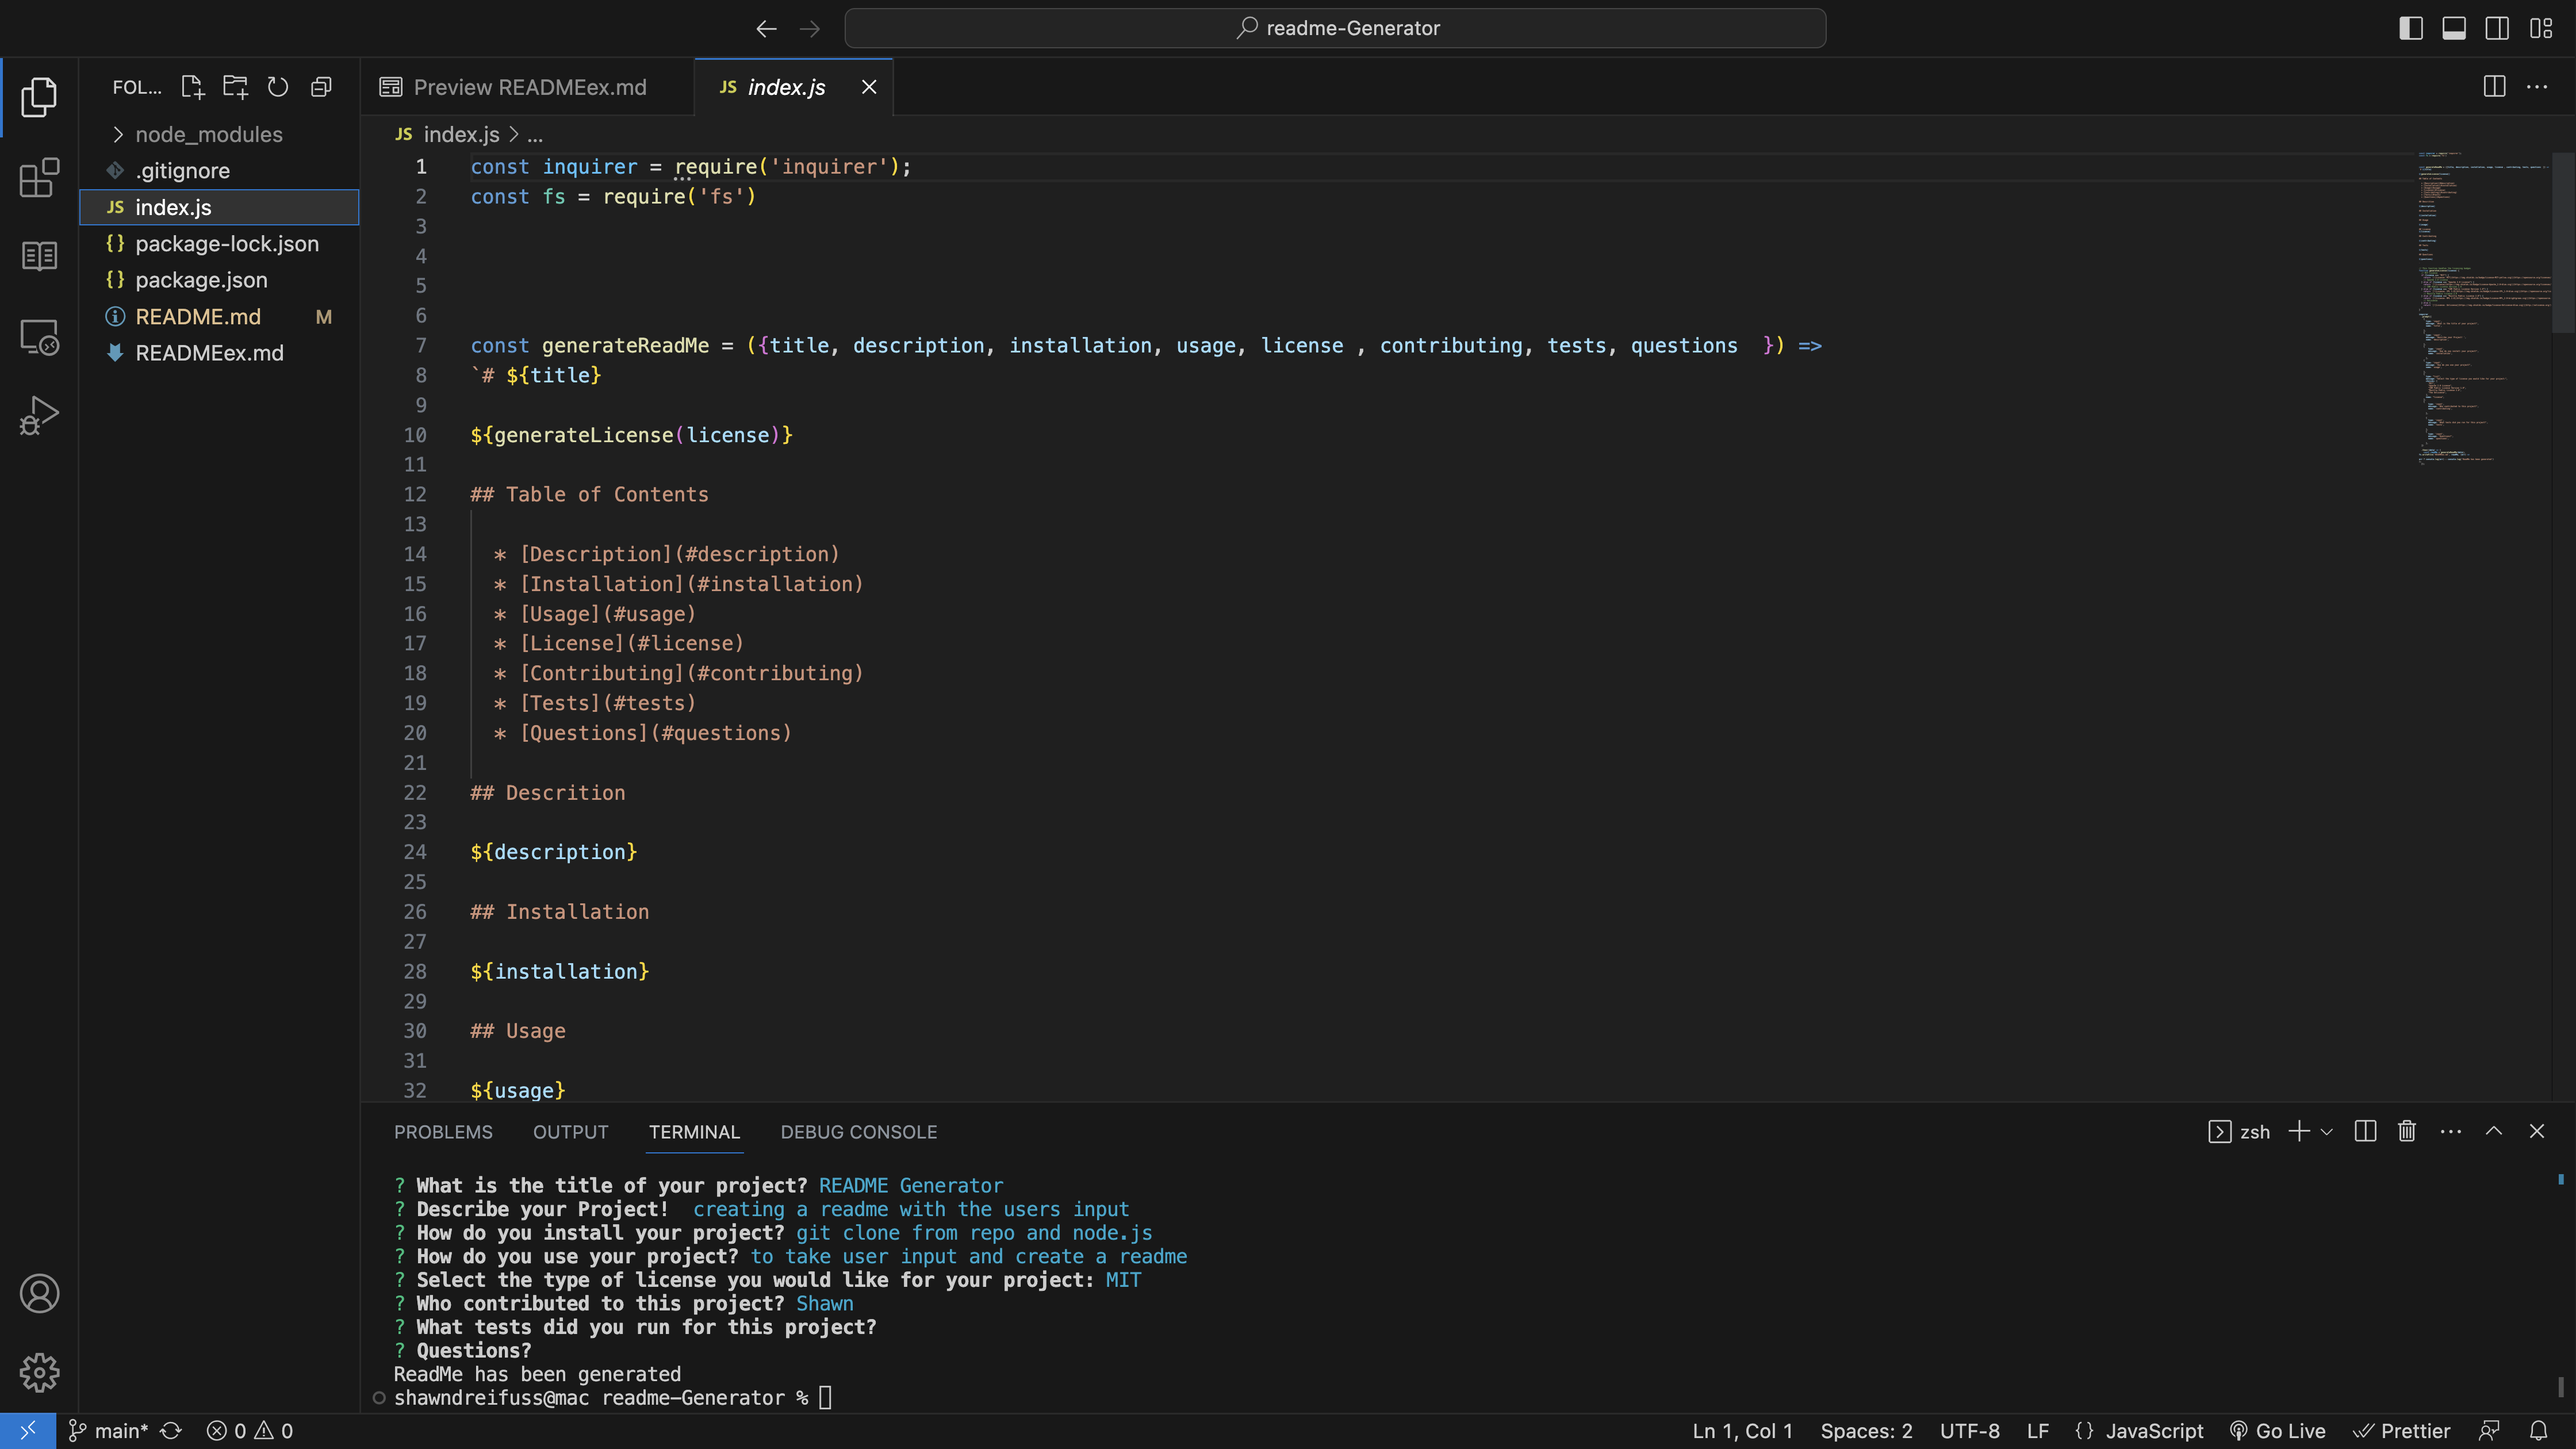 readme-Generator
FOL...
node_modules
.gitignore
JS index.js
{} package-lock.json
{} package.json
README.md M
READMEex.md
Preview READMEex.md
JS index.js
JS index.js > ...
1 const inquirer = require('inquirer');
2 const fs = require('fs')
3
4
5
6
7 const generateReadMe = ({title, description, installation, usage, license , contributing, tests, questions  }) =>
8 `# ${title}
9
10 ${generateLicense(license)}
11
12 ## Table of Contents
13
14   * [Description](#description)
15   * [Installation](#installation)
16   * [Usage](#usage)
17   * [License](#license)
18   * [Contributing](#contributing)
19   * [Tests](#tests)
20   * [Questions](#questions)
21
22 ## Descrition
23
24 ${description}
25
26 ## Installation
27
28 ${installation}
29
30 ## Usage
31
32 ${usage}
PROBLEMS OUTPUT TERMINAL DEBUG CONSOLE
zsh
? What is the title of your project? README Generator
? Describe your Project!  creating a readme with the users input
? How do you install your project? git clone from repo and node.js
? How do you use your project? to take user input and create a readme
? Select the type of license you would like for your project: MIT
? Who contributed to this project? Shawn
? What tests did you run for this project?
? Questions?
ReadMe has been generated
shawndreifuss@mac readme-Generator %
main* 0 0 Ln 1, Col 1 Spaces: 2 UTF-8 LF {} JavaScript Go Live Prettier